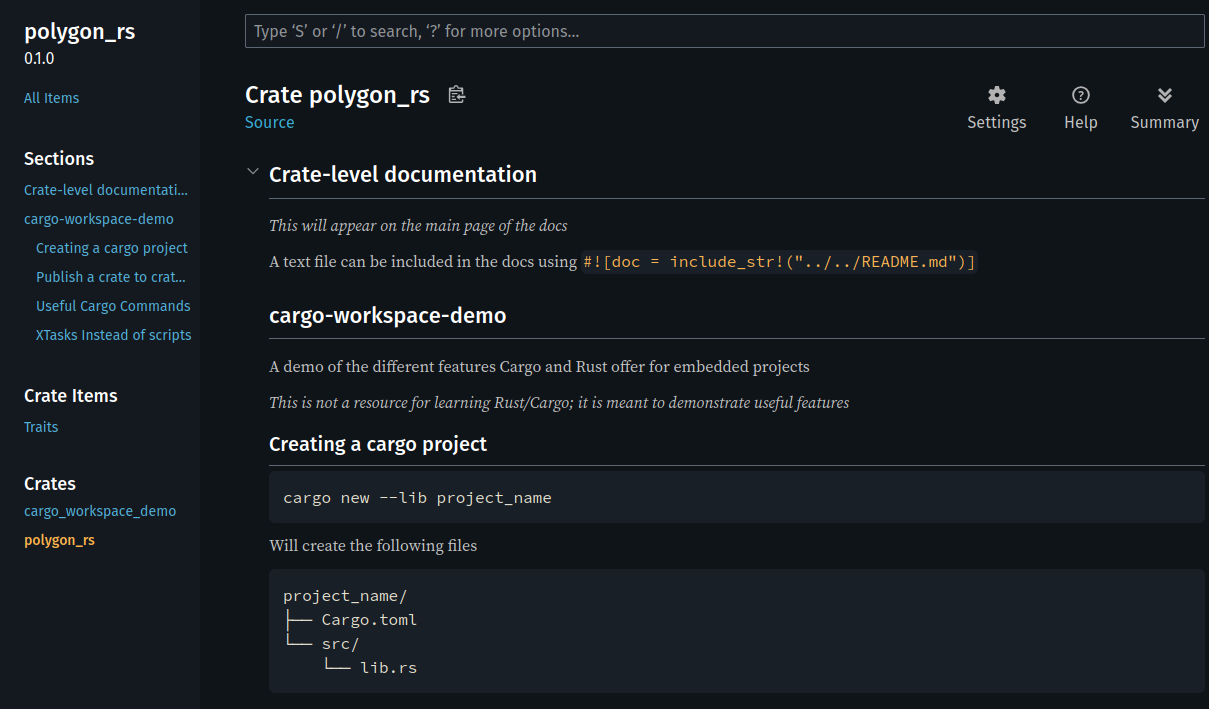 polygon_rs
0.1.0
All Items
Sections
Crate-level documentati...
cargo-workspace-demo
Creating a cargo project
Publish a crate to crat...
Useful Cargo Commands
XTasks Instead of scripts
Crate Items
Traits
Crates
cargo_workspace_demo
polygon_rs
Type ‘S’ or ‘/’ to search, ‘?’ for more options...
Crate polygon_rs
Source
Settings
Help
Summary
Crate-level documentation
This will appear on the main page of the docs
A text file can be included in the docs using #![doc = include_str!("../../README.md")]
cargo-workspace-demo
A demo of the different features Cargo and Rust offer for embedded projects
This is not a resource for learning Rust/Cargo; it is meant to demonstrate useful features
Creating a cargo project
cargo new --lib project_name
Will create the following files
project_name/
├── Cargo.toml
└── src/
    └── lib.rs